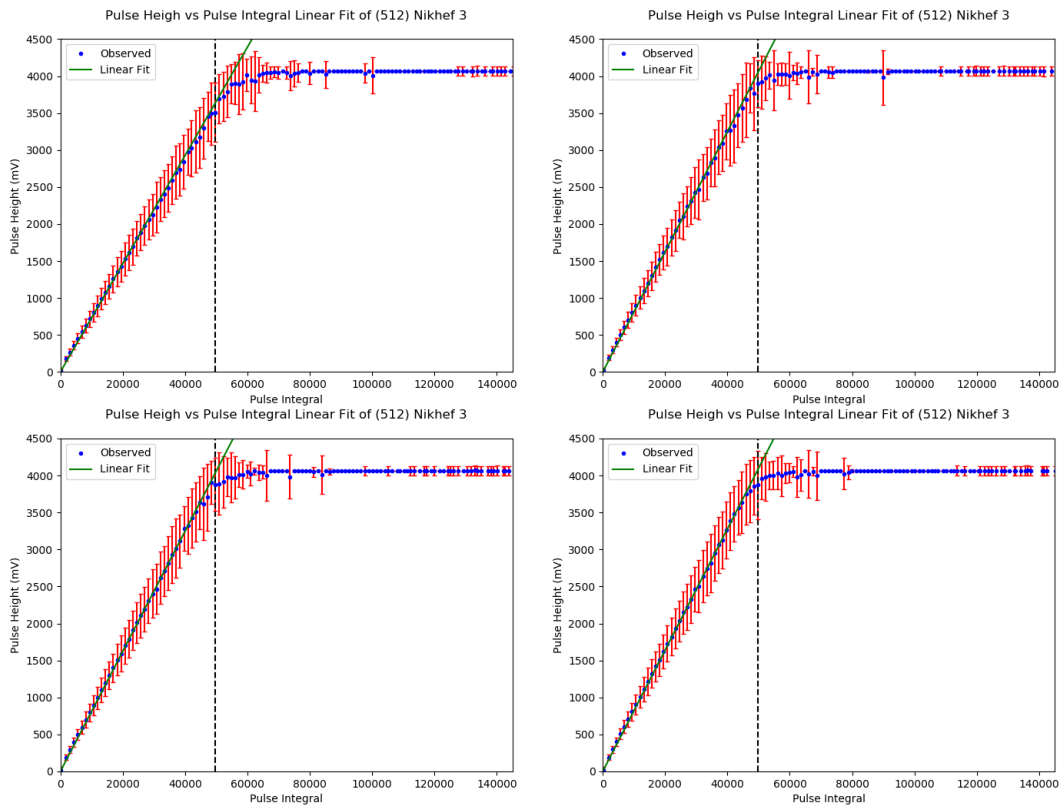 Pulse Heigh vs Pulse Integral Linear Fit of (512) Nikhef 3
4500
4000
3500
3000
2500
2000
1500
1000
500
0
Pulse Height (mV)
Observed
Linear Fit
0 20000 40000 60000 80000 100000 120000 140000
Pulse Integral
Pulse Heigh vs Pulse Integral Linear Fit of (512) Nikhef 3
4500
4000
3500
3000
2500
2000
1500
1000
500
0
Pulse Height (mV)
Observed
Linear Fit
0 20000 40000 60000 80000 100000 120000 140000
Pulse Integral
Pulse Heigh vs Pulse Integral Linear Fit of (512) Nikhef 3
4500
4000
3500
3000
2500
2000
1500
1000
500
0
Pulse Height (mV)
Observed
Linear Fit
0 20000 40000 60000 80000 100000 120000 140000
Pulse Integral
Pulse Heigh vs Pulse Integral Linear Fit of (512) Nikhef 3
4500
4000
3500
3000
2500
2000
1500
1000
500
0
Pulse Height (mV)
Observed
Linear Fit
0 20000 40000 60000 80000 100000 120000 140000
Pulse Integral